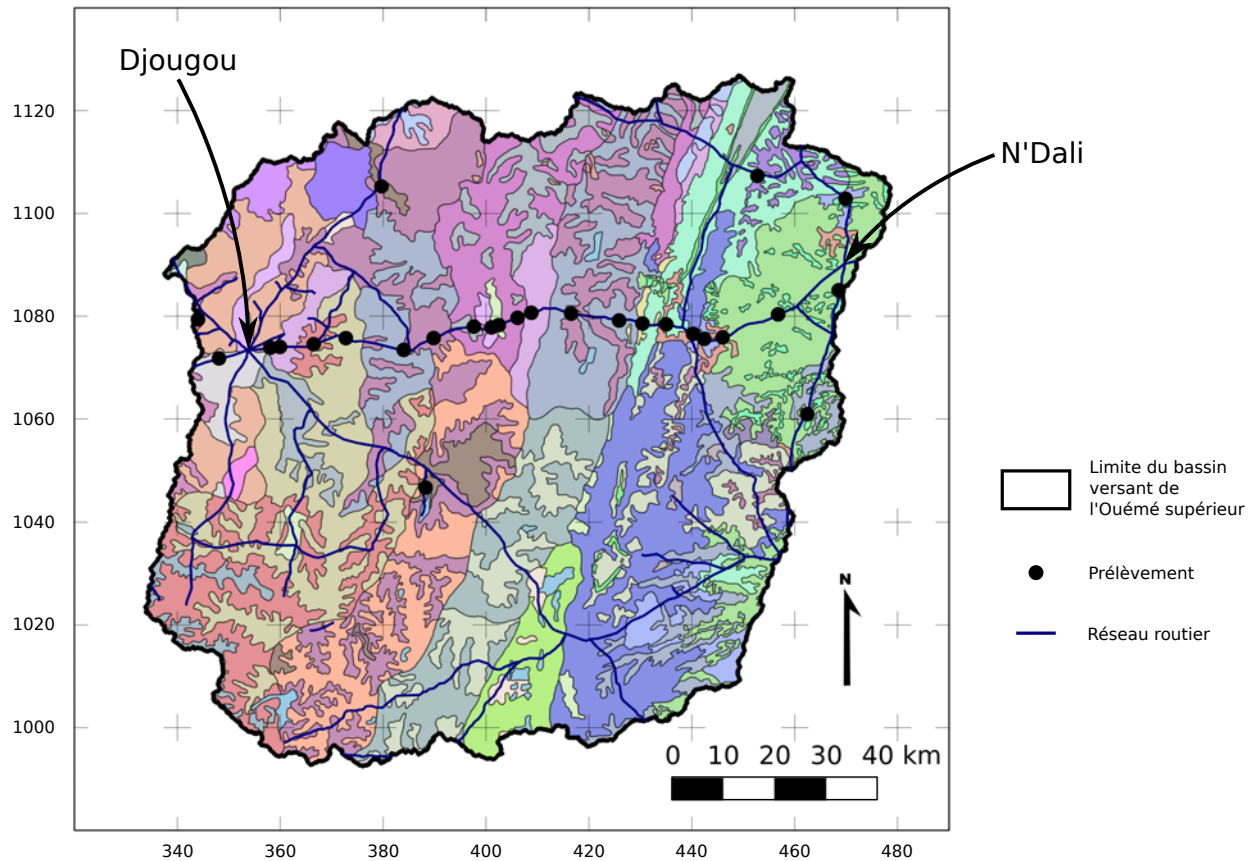 Djougou
N'Dali
1120
1100
1080
1060
1040
1020
1000
Limite du bassin
versant de
l'Ouémé supérieur
Prélèvement
Réseau routier
N
0 10 20 30 40 km
340 360 380 400 420 440 460 480